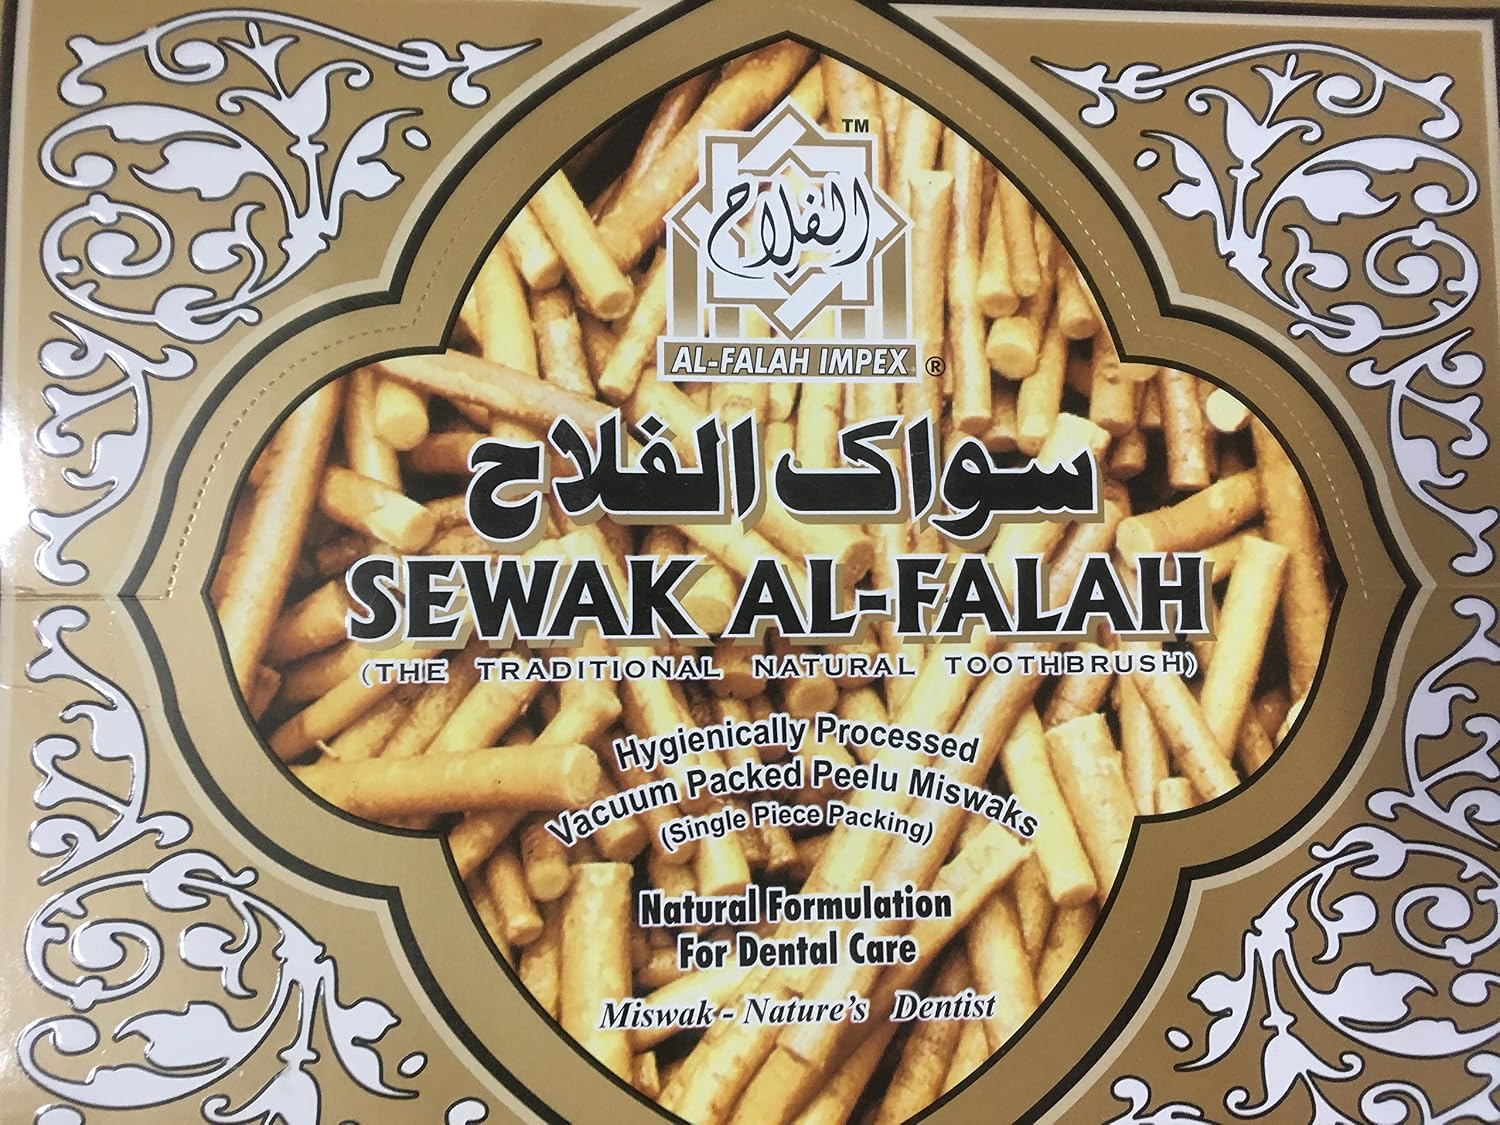 TM
الفلاح
AL-FALAH IMPEX ®
سواک الفلاح
SEWAK AL-FALAH
(THE TRADITIONAL NATURAL TOOTHBRUSH)
Hygienically Processed
Vacuum Packed Peelu Miswaks
(Single Piece Packing)
Natural Formulation
For Dental Care
Miswak - Nature's Dentist